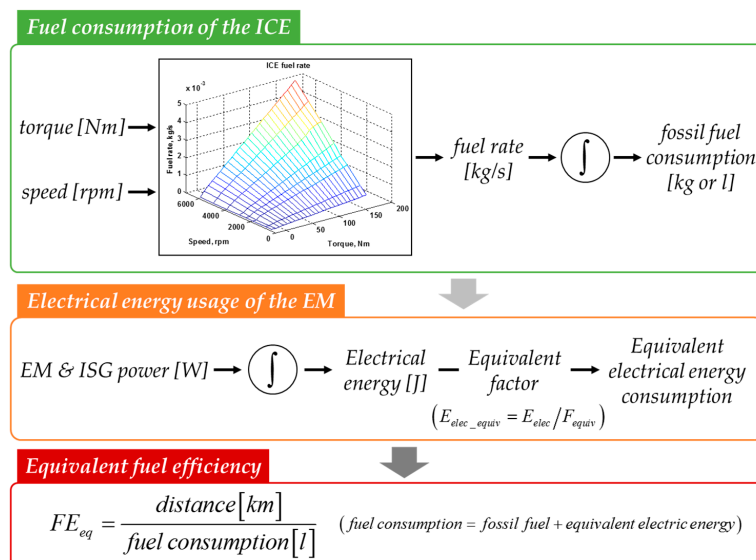 Fuel consumption of the ICE
torque [Nm]
speed [rpm]
ICE fuel rate
x 10⁻³
5
4
3
2
1
0
Fuel rate, kg/s
6000
4000
2000
0
Speed, rpm
0
50
100
150
200
Torque, Nm
fuel rate
[kg/s]
∫
fossil fuel
consumption
[kg or l]
Electrical energy usage of the EM
EM & ISG power [W]
∫
Electrical
energy [J]
Equivalent
factor
(E_elec_equiv = E_elec/F_equiv)
Equivalent
electrical energy
consumption
Equivalent fuel efficiency
FE_eq = distance[km] / fuel consumption[l]
(fuel consumption = fossil fuel + equivalent electric energy)